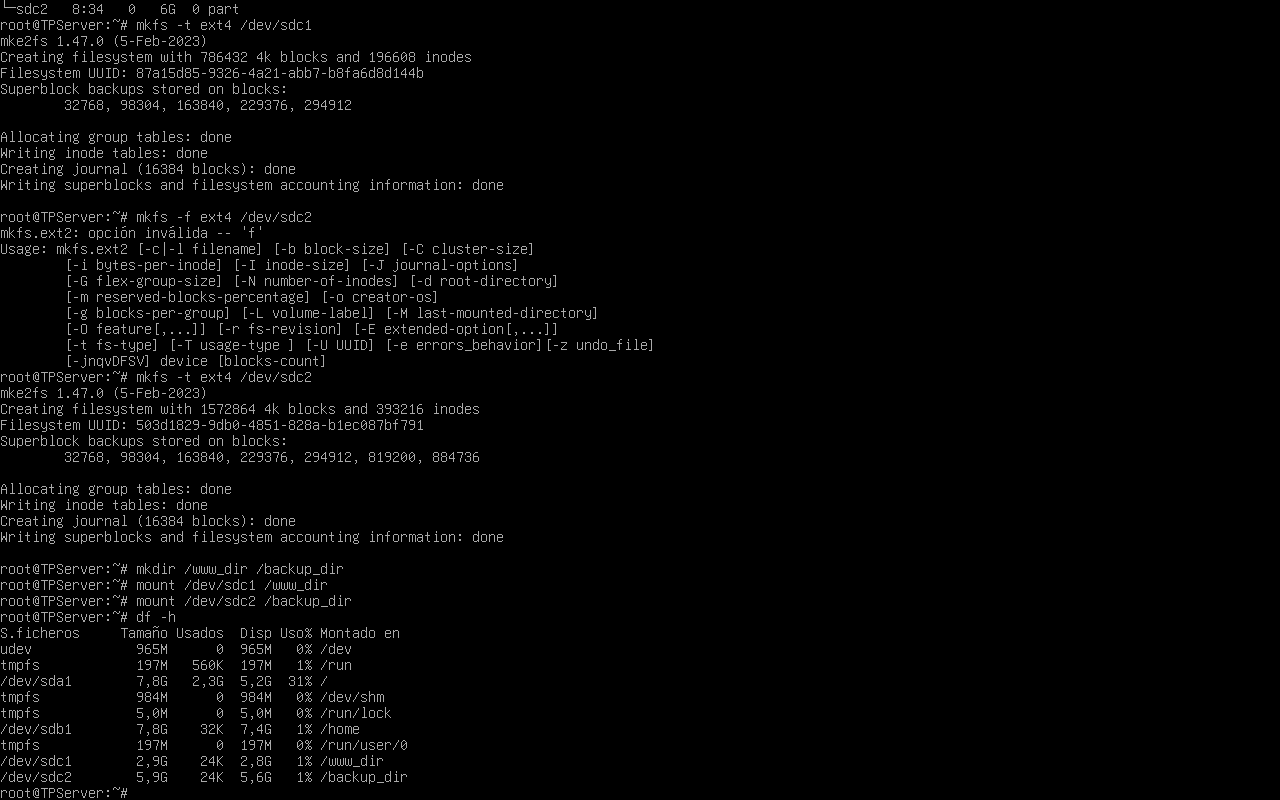 └─sdc2   8:34   0   6G  0 part
root@TPServer:~# mkfs -t ext4 /dev/sdc1
mke2fs 1.47.0 (5-Feb-2023)
Creating filesystem with 786432 4k blocks and 196608 inodes
Filesystem UUID: 87a15d85-9326-4a21-abb7-b8fa6d8d144b
Superblock backups stored on blocks:
        32768, 98304, 163840, 229376, 294912

Allocating group tables: done
Writing inode tables: done
Creating journal (16384 blocks): done
Writing superblocks and filesystem accounting information: done

root@TPServer:~# mkfs -f ext4 /dev/sdc2
mkfs.ext2: opción inválida -- 'f'
Usage: mkfs.ext2 [-c|-l filename] [-b block-size] [-C cluster-size]
        [-i bytes-per-inode] [-I inode-size] [-J journal-options]
        [-G flex-group-size] [-N number-of-inodes] [-d root-directory]
        [-m reserved-blocks-percentage] [-o creator-os]
        [-g blocks-per-group] [-L volume-label] [-M last-mounted-directory]
        [-O feature[,...]] [-r fs-revision] [-E extended-option[,...]]
        [-t fs-type] [-T usage-type ] [-U UUID] [-e errors_behavior][-z undo_file]
        [-jnqvDFSV] device [blocks-count]
root@TPServer:~# mkfs -t ext4 /dev/sdc2
mke2fs 1.47.0 (5-Feb-2023)
Creating filesystem with 1572864 4k blocks and 393216 inodes
Filesystem UUID: 503d1829-9db0-4851-828a-b1ec087bf791
Superblock backups stored on blocks:
        32768, 98304, 163840, 229376, 294912, 819200, 884736

Allocating group tables: done
Writing inode tables: done
Creating journal (16384 blocks): done
Writing superblocks and filesystem accounting information: done

root@TPServer:~# mkdir /www_dir /backup_dir
root@TPServer:~# mount /dev/sdc1 /www_dir
root@TPServer:~# mount /dev/sdc2 /backup_dir
root@TPServer:~# df -h
S.ficheros     Tamaño Usados  Disp Uso% Montado en
udev             965M      0  965M   0% /dev
tmpfs            197M   560K  197M   1% /run
/dev/sda1        7,8G   2,3G  5,2G  31% /
tmpfs            984M      0  984M   0% /dev/shm
tmpfs            5,0M      0  5,0M   0% /run/lock
/dev/sdb1        7,8G    32K  7,4G   1% /home
tmpfs            197M      0  197M   0% /run/user/0
/dev/sdc1        2,9G    24K  2,8G   1% /www_dir
/dev/sdc2        5,9G    24K  5,6G   1% /backup_dir
root@TPServer:~#